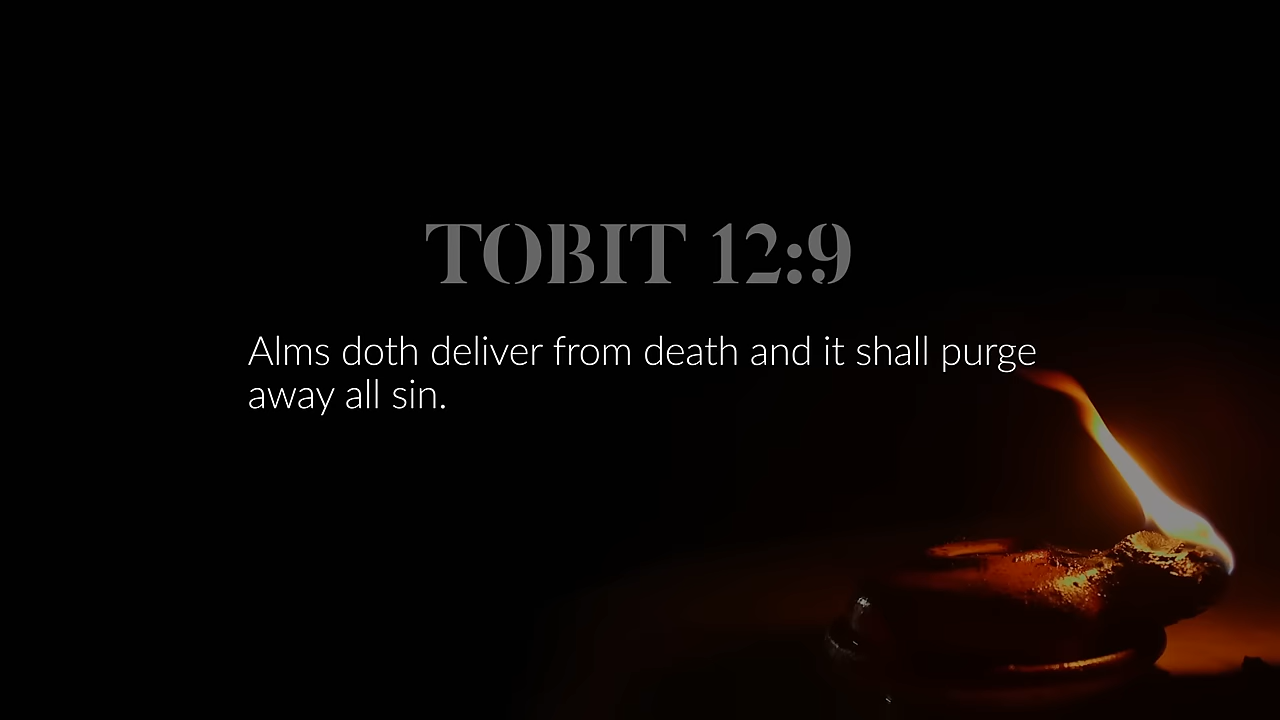 TOBIT 12:9
Alms doth deliver from death and it shall purge
away all sin.